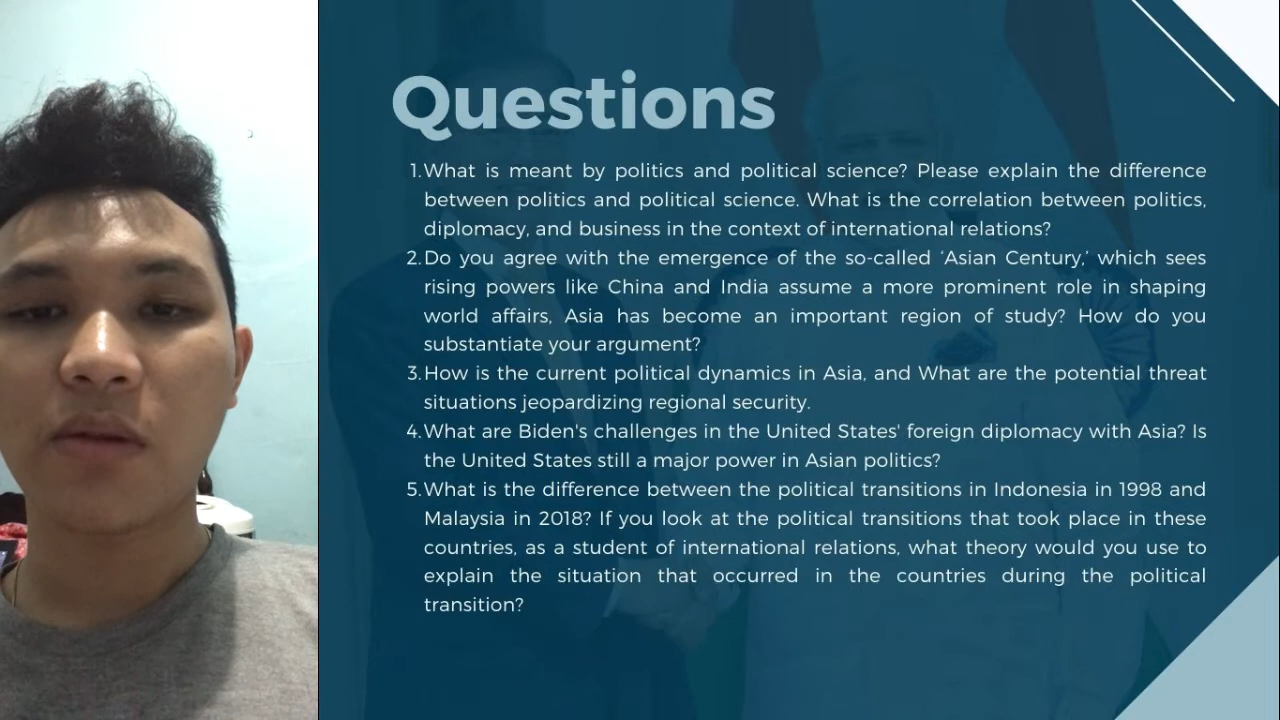 Questions
1. What is meant by politics and political science? Please explain the difference
between politics and political science. What is the correlation between politics,
diplomacy, and business in the context of international relations?
2. Do you agree with the emergence of the so-called ‘Asian Century,’ which sees
rising powers like China and India assume a more prominent role in shaping
world affairs, Asia has become an important region of study? How do you
substantiate your argument?
3. How is the current political dynamics in Asia, and What are the potential threat
situations jeopardizing regional security.
4. What are Biden's challenges in the United States' foreign diplomacy with Asia? Is
the United States still a major power in Asian politics?
5. What is the difference between the political transitions in Indonesia in 1998 and
Malaysia in 2018? If you look at the political transitions that took place in these
countries, as a student of international relations, what theory would you use to
explain the situation that occurred in the countries during the political
transition?